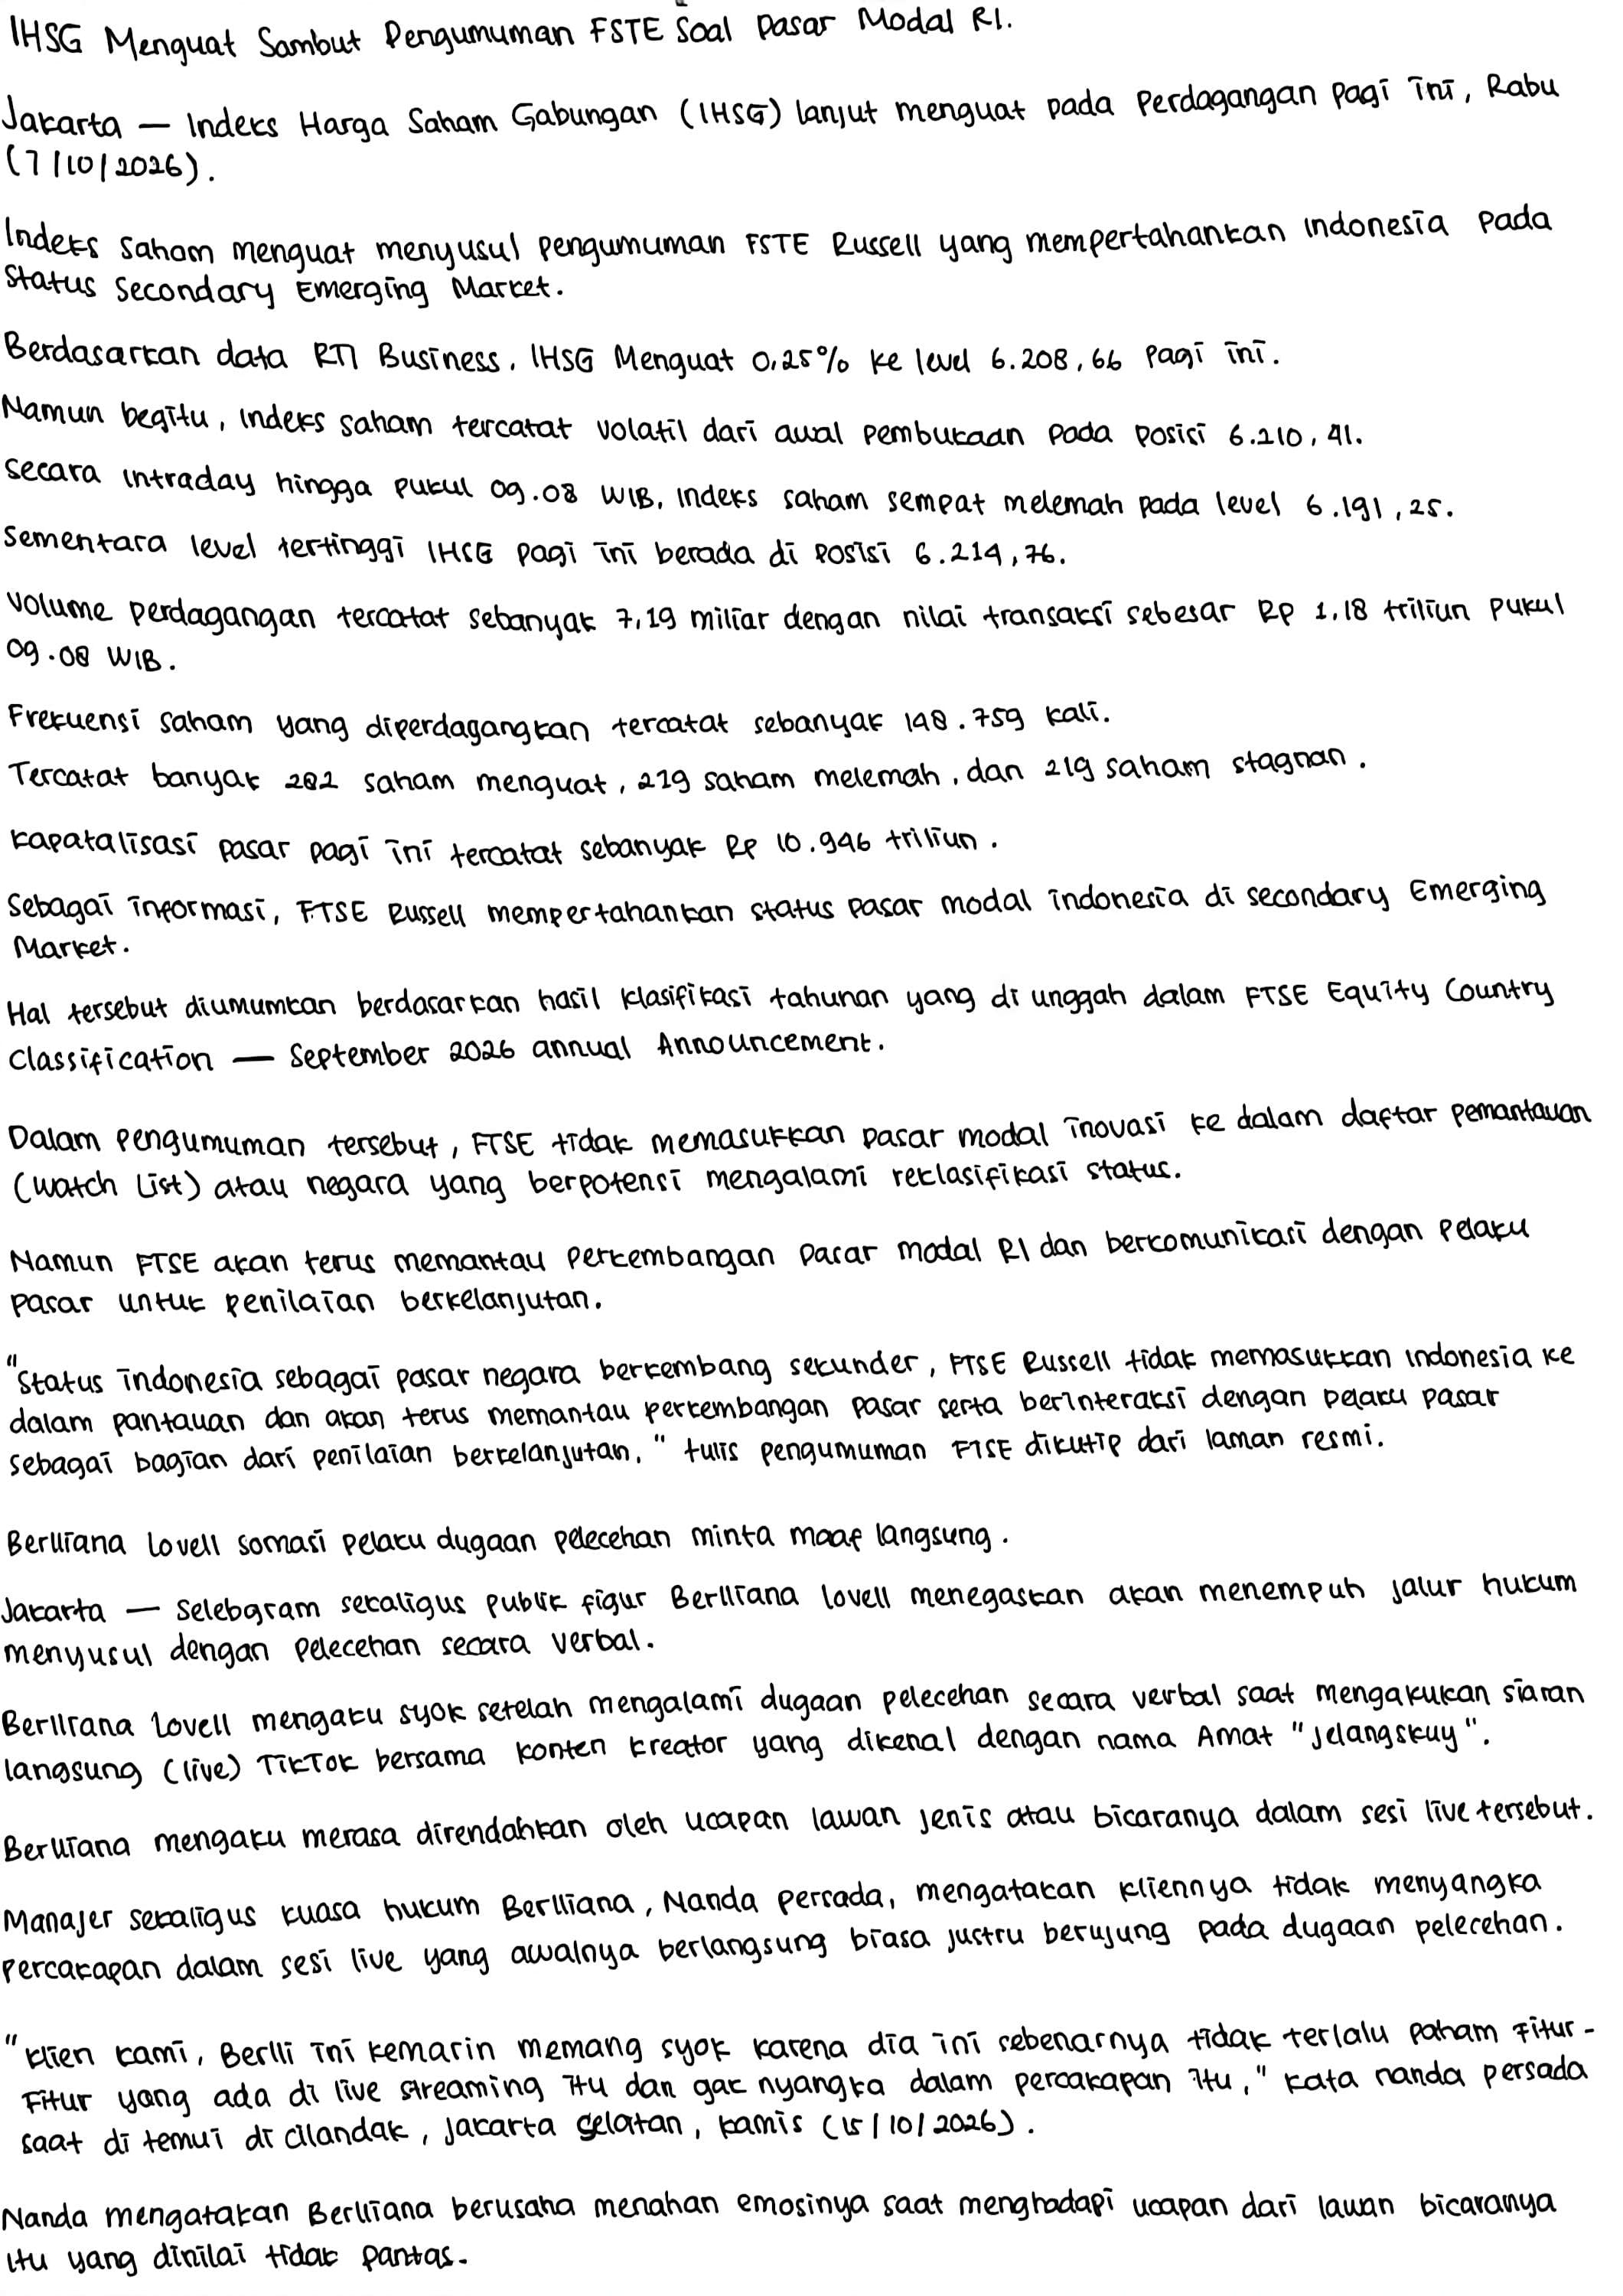 IHSG Menguat Sambut Pengumuman FSTE Soal Pasar Modal RI.
Jakarta — Indeks Harga Saham Gabungan (IHSG) lanjut menguat pada Perdagangan pagi ini, Rabu
(7/10/2026).
Indeks saham menguat menyusul pengumuman FSTE Russell yang mempertahankan Indonesia pada
Status Secondary Emerging Market.
Berdasarkan data RTI Business, IHSG Menguat 0,25% ke level 6.208,66 pagi ini.
Namun begitu, indeks saham tercatat volatil dari awal pembukaan pada posisi 6.210,41.
Secara intraday hingga pukul 09.08 WIB, indeks saham sempat melemah pada level 6.191,25.
Sementara level tertinggi IHSG pagi ini berada di posisi 6.214,76.
Volume perdagangan tercatat sebanyak 7,19 miliar dengan nilai transaksi sebesar Rp 1,18 triliun pukul
09.08 WIB.
Frekuensi saham yang diperdagangkan tercatat sebanyak 148.759 kali.
Tercatat banyak 282 saham menguat, 219 saham melemah, dan 219 saham stagnan.
Kapatalisasi pasar pagi ini tercatat sebanyak Rp 10.946 triliun.
Sebagai informasi, FTSE Russell mempertahankan status pasar modal indonesia di secondary Emerging
Market.
Hal tersebut diumumkan berdasarkan hasil klasifikasi tahunan yang di unggah dalam FTSE Equity Country
Classification — September 2026 annual Announcement.
Dalam pengumuman tersebut, FTSE tidak memasukkan pasar modal inovasi ke dalam daftar pemantauan
(watch List) atau negara yang berpotensi mengalami reklasifikasi status.
Namun FTSE akan terus memantau perkembangan pasar modal RI dan berkomunikasi dengan pelaku
pasar untuk penilaian berkelanjutan.
"Status indonesia sebagai pasar negara berkembang sekunder, FTSE Russell tidak memasukkan indonesia ke
dalam pantauan dan akan terus memantau perkembangan pasar serta berinteraksi dengan pelaku pasar
sebagai bagian dari penilaian berkelanjutan," tulis pengumuman FTSE dikutip dari laman resmi.
Berlliana Lovell somasi pelaku dugaan pelecehan minta maaf langsung.
Jakarta — Selebgram sekaligus publik figur Berlliana Lovell menegaskan akan menempuh jalur hukum
menyusul dengan pelecehan secara verbal.
Berlliana Lovell mengaku syok setelah mengalami dugaan pelecehan secara verbal saat mengakukan siaran
langsung (live) TikTok bersama konten kreator yang dikenal dengan nama Amat "Jelangskuy".
Berlliana mengaku merasa direndahkan oleh ucapan lawan jenis atau bicaranya dalam sesi live tersebut.
Manajer sekaligus kuasa hukum Berlliana, Nanda Persada, mengatakan kliennya tidak menyangka
percakapan dalam sesi live yang awalnya berlangsung biasa justru berujung pada dugaan pelecehan.
"Klien kami, Berlli ini kemarin memang syok karena dia ini sebenarnya tidak terlalu paham fitur-
fitur yang ada di live streaming itu dan gak nyangka dalam percakapan itu," kata nanda persada
saat di temui di cilandak, jakarta selatan, kamis (15/10/2026).
Nanda mengatakan Berlliana berusaha menahan emosinya saat menghadapi ucapan dari lawan bicaranya
itu yang dinilai tidak pantas.